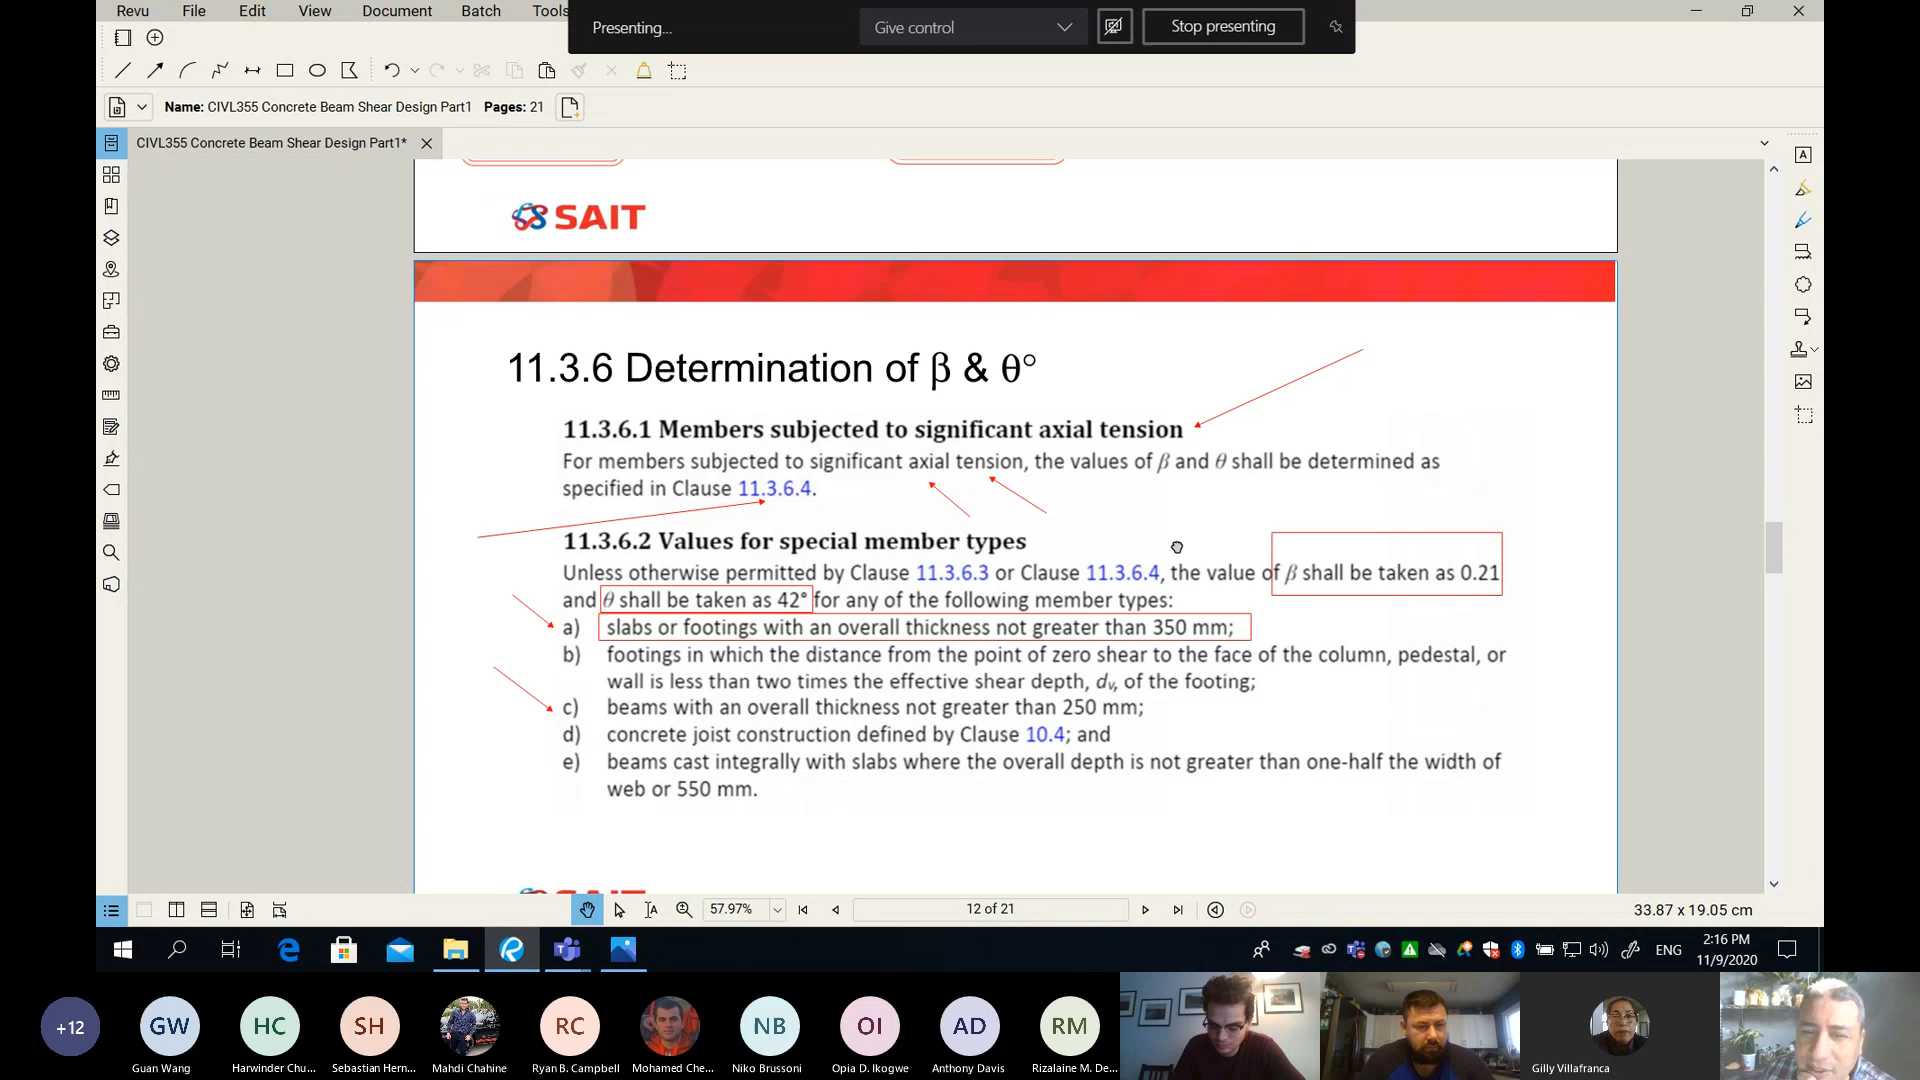 Revu File Edit View Document Batch Tools
Presenting... Give control Stop presenting
Name: CIVL355 Concrete Beam Shear Design Part1 Pages: 21
CIVL355 Concrete Beam Shear Design Part1*
SAIT
11.3.6 Determination of β & θ°
11.3.6.1 Members subjected to significant axial tension
For members subjected to significant axial tension, the values of β and θ shall be determined as
specified in Clause 11.3.6.4.
11.3.6.2 Values for special member types
Unless otherwise permitted by Clause 11.3.6.3 or Clause 11.3.6.4, the value of β shall be taken as 0.21
and θ shall be taken as 42° for any of the following member types:
a) slabs or footings with an overall thickness not greater than 350 mm;
b) footings in which the distance from the point of zero shear to the face of the column, pedestal, or
wall is less than two times the effective shear depth, dv, of the footing;
c) beams with an overall thickness not greater than 250 mm;
d) concrete joist construction defined by Clause 10.4; and
e) beams cast integrally with slabs where the overall depth is not greater than one-half the width of
web or 550 mm.
57.97% 12 of 21 33.87 x 19.05 cm
ENG 2:16 PM
11/9/2020
+12 GW HC SH RC NB OI AD RM
Guan Wang Harwinder Chu... Sebastian Hern... Mahdi Chahine Ryan B. Campbell Mohamed Che... Niko Brussoni Opia D. Ikogwe Anthony Davis Rizalaine M. De... Gilly Villafranca